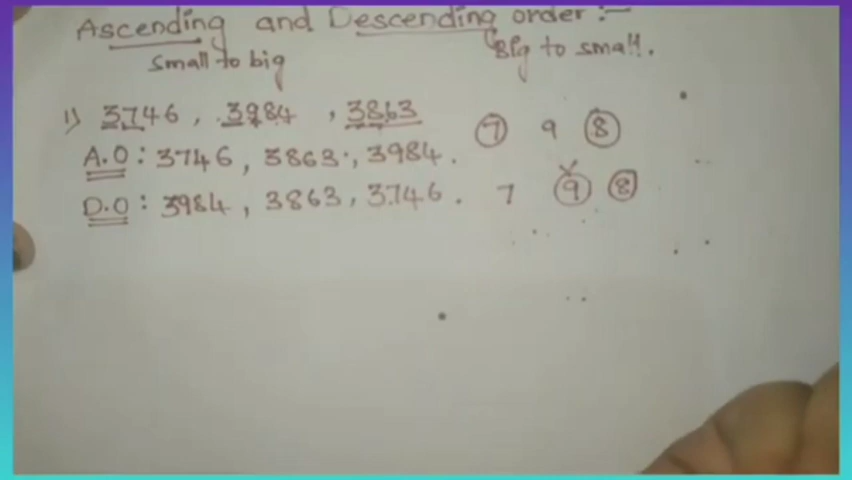 Ascending and Descending order :-
Small to big
Big to small.
1) 3746, 3984, 3863
7 9 8
A.O : 3746, 3863, 3984.
D.O : 3984, 3863, 3746.
7 9 8